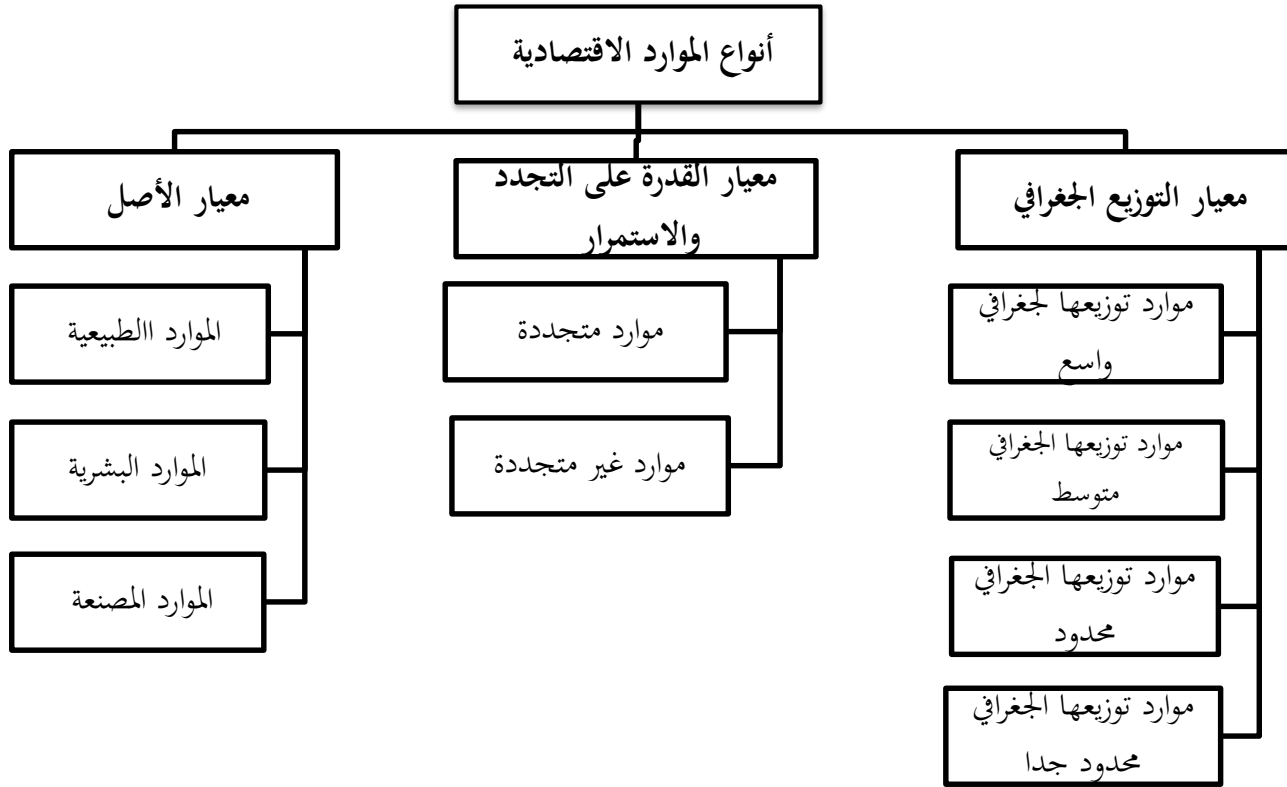 أنواع الموارد الاقتصادية
معيار التوزيع الجغرافي
موارد توزيعها لجغرافي
واسع
موارد توزيعها الجغرافي
متوسط
موارد توزيعها الجغرافي
محدود
موارد توزيعها الجغرافي
محدود جدا
معيار القدرة على التجدد
والاستمرار
موارد متجددة
موارد غير متجددة
معيار الأصل
الموارد االطبيعية
الموارد البشرية
الموارد المصنعة